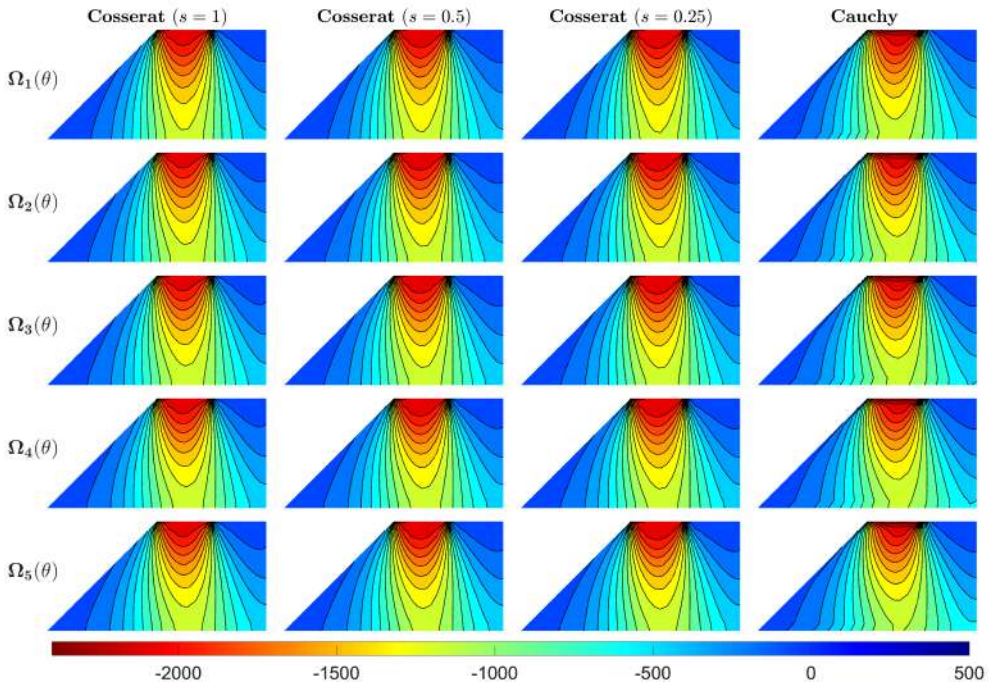 Cosserat (s = 1) Cosserat (s = 0.5) Cosserat (s = 0.25) Cauchy
Ω₁(θ)
Ω₂(θ)
Ω₃(θ)
Ω₄(θ)
Ω₅(θ)
-2000 -1500 -1000 -500 0 500